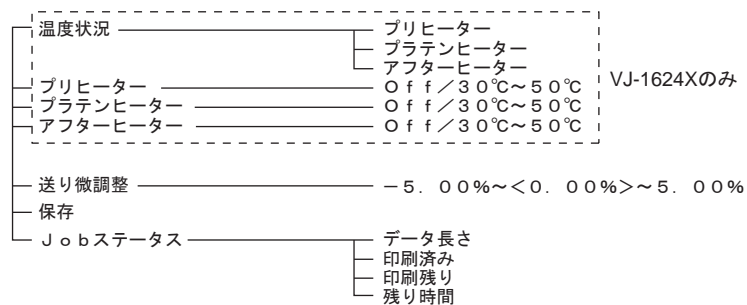 温度状況 プリヒーター
プラテンヒーター
アフターヒーター
プリヒーター Ｏｆｆ／３０℃～５０℃
プラテンヒーター Ｏｆｆ／３０℃～５０℃
アフターヒーター Ｏｆｆ／３０℃～５０℃
VJ-1624Xのみ
送り微調整 －５．００%～＜０．００%＞～５．００%
保存
Ｊｏｂステータス データ長さ
印刷済み
印刷残り
残り時間